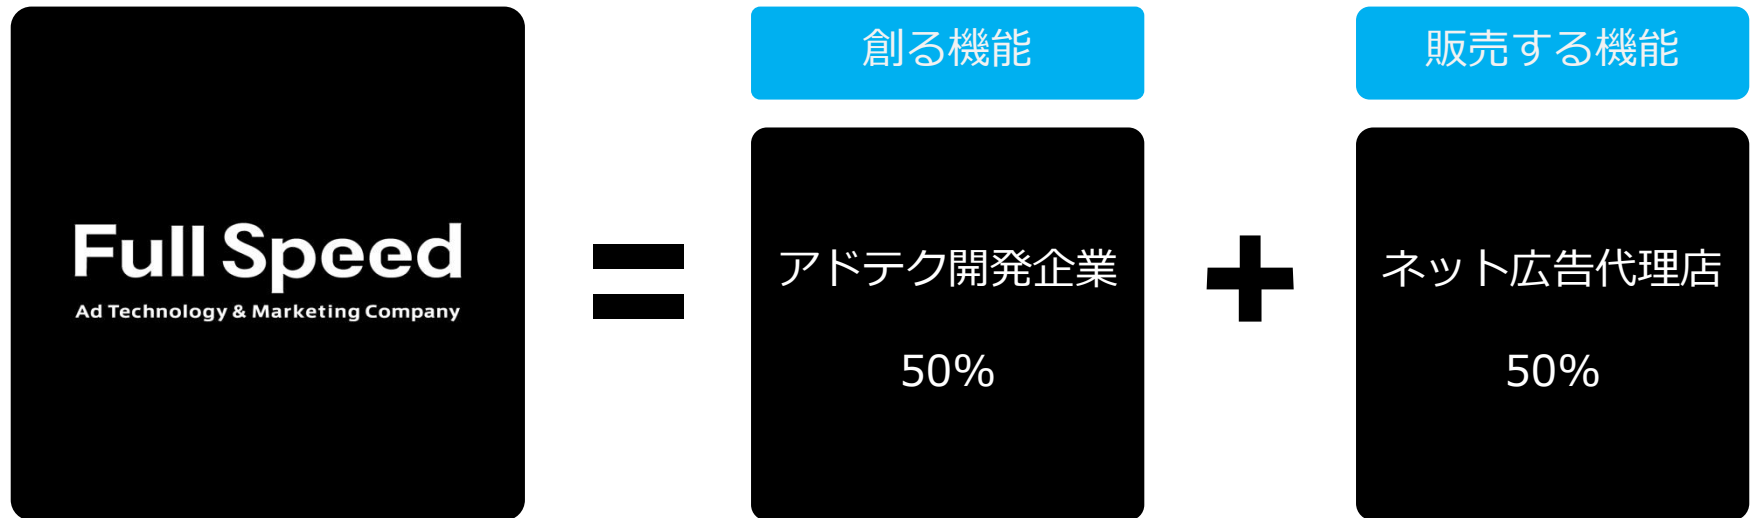 Full Speed
Ad Technology & Marketing Company
=
創る機能
アドテク開発企業
50%
+
販売する機能
ネット広告代理店
50%